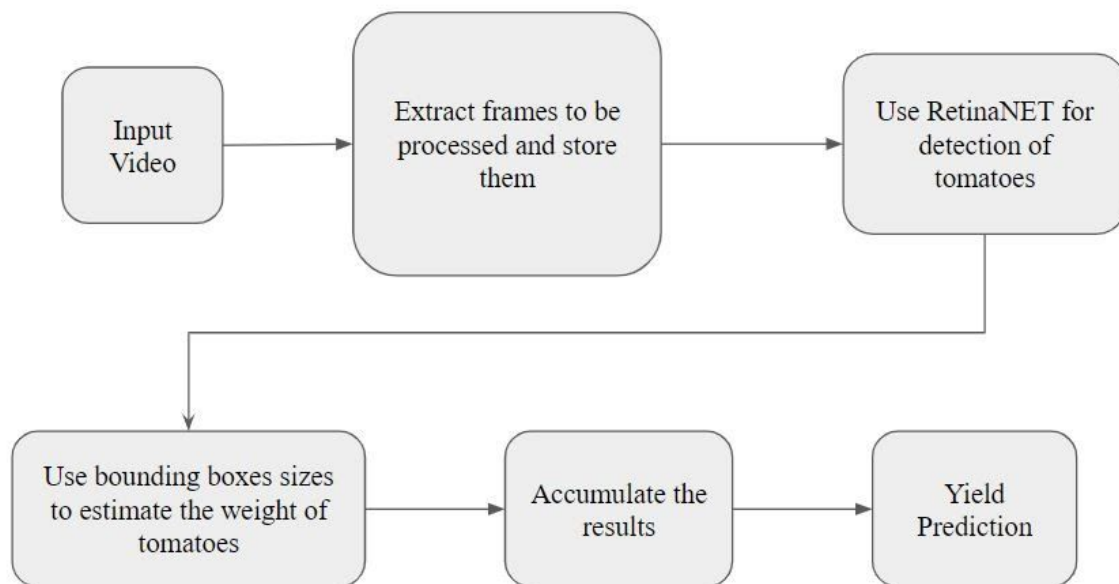 Input
Video
Extract frames to be
processed and store
them
Use RetinaNET for
detection of
tomatoes
Use bounding boxes sizes
to estimate the weight of
tomatoes
Accumulate the
results
Yield
Prediction